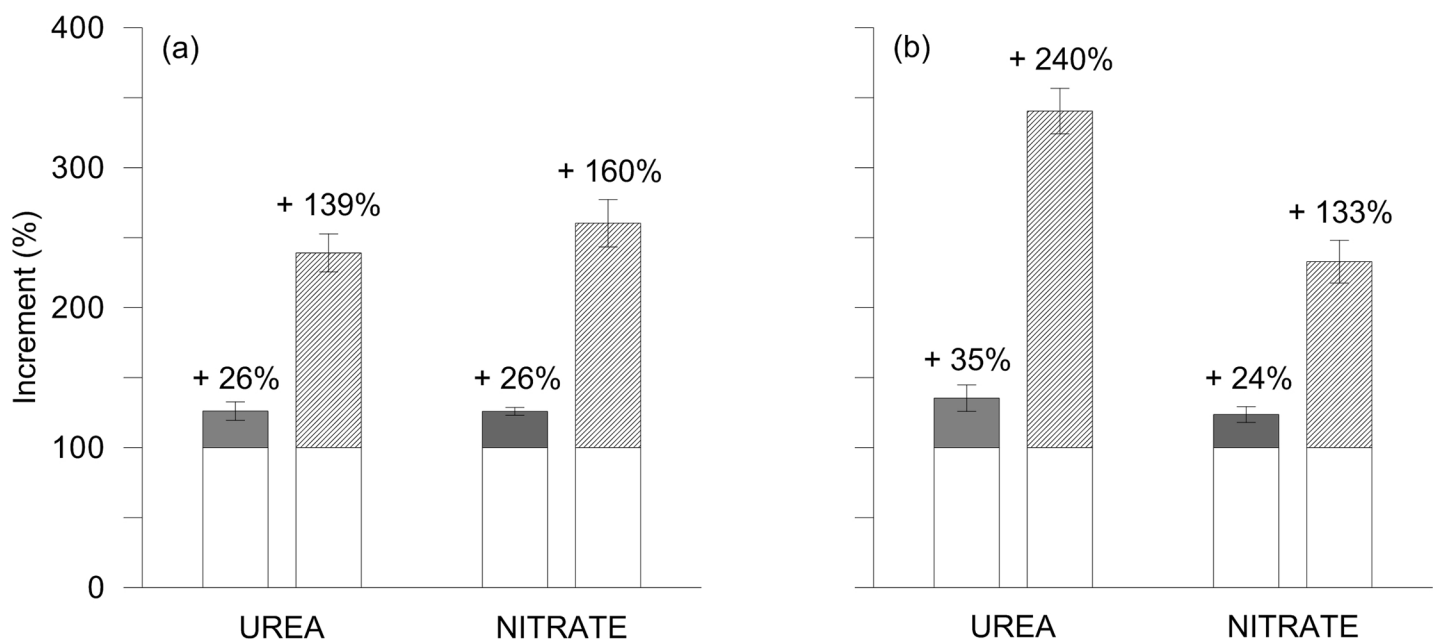 400
300
200
100
0
Increment (%)
(a)
+ 26%
+ 139%
+ 26%
+ 160%
UREA
NITRATE
(b)
+ 35%
+ 240%
+ 24%
+ 133%
UREA
NITRATE